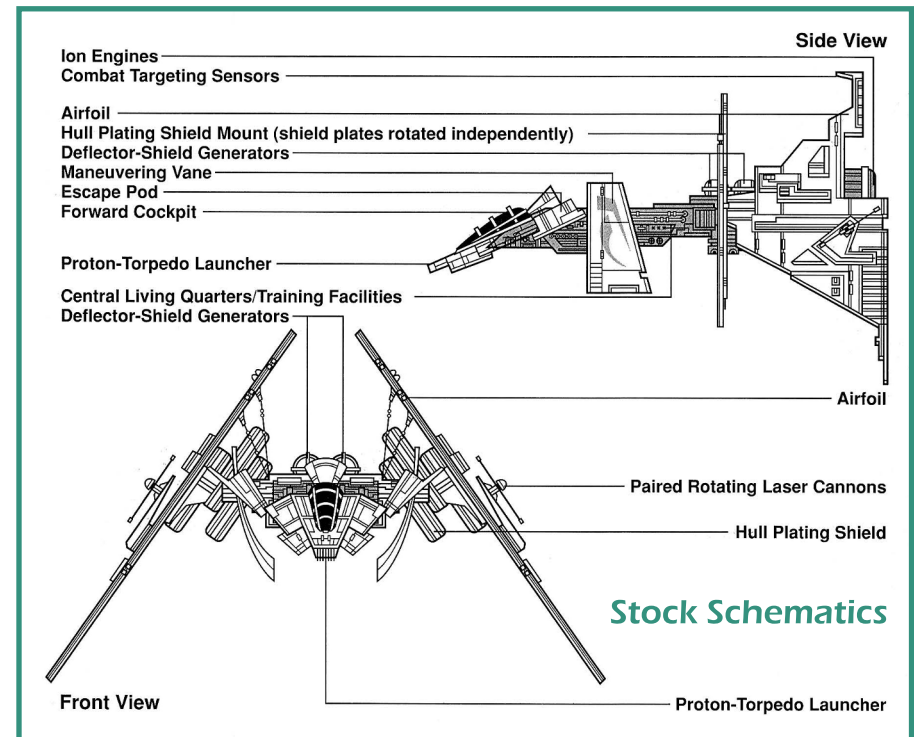 Side View
Ion Engines
Combat Targeting Sensors
Airfoil
Hull Plating Shield Mount (shield plates rotated independently)
Deflector-Shield Generators
Maneuvering Vane
Escape Pod
Forward Cockpit
Proton-Torpedo Launcher
Central Living Quarters/Training Facilities
Deflector-Shield Generators
Airfoil
Paired Rotating Laser Cannons
Hull Plating Shield
Stock Schematics
Front View
Proton-Torpedo Launcher